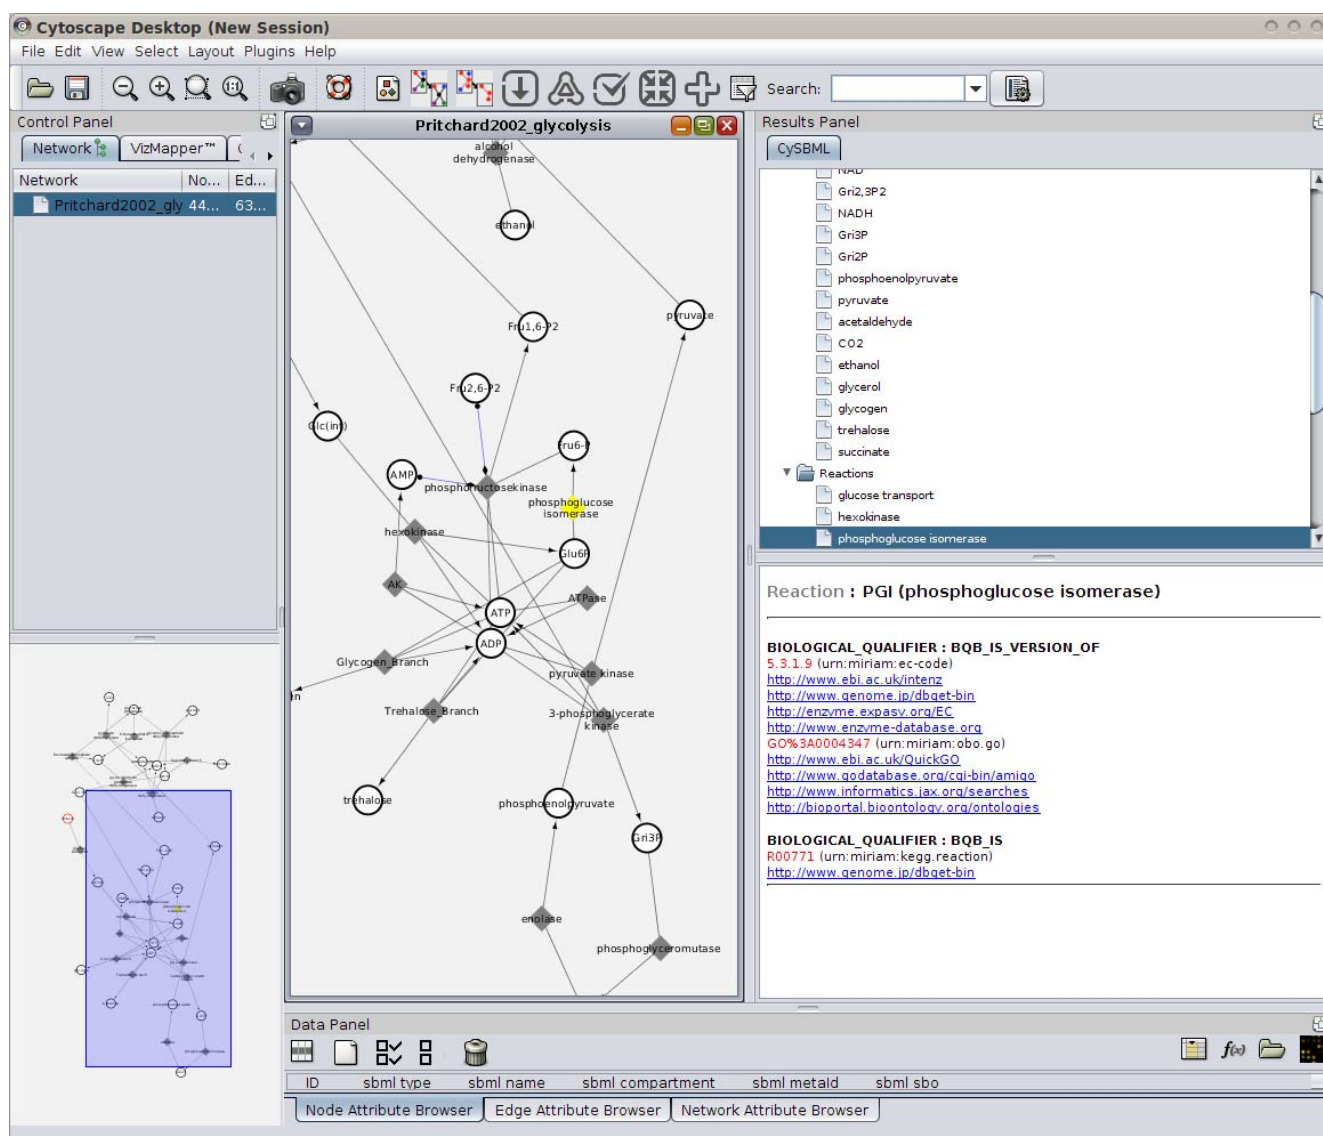 Cytoscape Desktop (New Session)
File Edit View Select Layout Plugins Help
1:1
Search:
Control Panel
Network
VizMapper™
Network No... Ed...
Pritchard2002_gly 44... 63...
Pritchard2002_glycolysis
alcohol
dehydrogenase
ethanol
Fru1,6-P2
pyruvate
Fru2,6-P2
Glc(int)
Fru6-P
AMP
phosphofructosekinase
phosphoglucose
isomerase
hexokinase
Glu6P
AK
ATPase
ATP
ADP
Glycogen_Branch
pyruvate kinase
en
Trehalose_Branch
3-phosphoglycerate
kinase
trehalose
phosphoenolpyruvate
Gri3P
enolase
phosphoglyceromutase
Results Panel
CySBML
NAD
Gri2,3P2
NADH
Gri3P
Gri2P
phosphoenolpyruvate
pyruvate
acetaldehyde
CO2
ethanol
glycerol
glycogen
trehalose
succinate
Reactions
glucose transport
hexokinase
phosphoglucose isomerase
Reaction : PGI (phosphoglucose isomerase)
BIOLOGICAL_QUALIFIER : BQB_IS_VERSION_OF
5.3.1.9 (urn:miriam:ec-code)
http://www.ebi.ac.uk/intenz
http://www.genome.jp/dbget-bin
http://enzyme.expasy.org/EC
http://www.enzyme-database.org
GO%3A0004347 (urn:miriam:obo.go)
http://www.ebi.ac.uk/QuickGO
http://www.godatabase.org/cgi-bin/amigo
http://www.informatics.jax.org/searches
http://bioportal.bioontology.org/ontologies
BIOLOGICAL_QUALIFIER : BQB_IS
R00771 (urn:miriam:kegg.reaction)
http://www.genome.jp/dbget-bin
Data Panel
f(x)
ID sbml type sbml name sbml compartment sbml metaId sbml sbo
Node Attribute Browser Edge Attribute Browser Network Attribute Browser